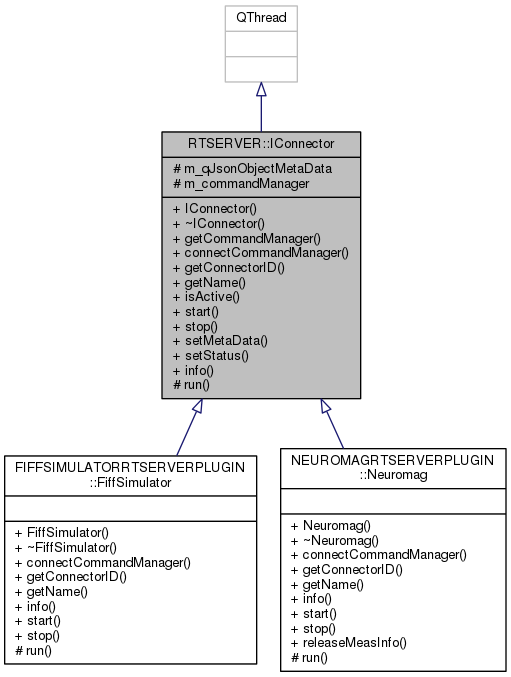 QThread
RTSERVER::IConnector
# m_qJsonObjectMetaData
# m_commandManager
+ IConnector()
+ ~IConnector()
+ getCommandManager()
+ connectCommandManager()
+ getConnectorID()
+ getName()
+ isActive()
+ start()
+ stop()
+ setMetaData()
+ setStatus()
+ info()
# run()
FIFFSIMULATORRTSERVERPLUGIN
::FiffSimulator
+ FiffSimulator()
+ ~FiffSimulator()
+ connectCommandManager()
+ getConnectorID()
+ getName()
+ info()
+ start()
+ stop()
# run()
NEUROMAGRTSERVERPLUGIN
::Neuromag
+ Neuromag()
+ ~Neuromag()
+ connectCommandManager()
+ getConnectorID()
+ getName()
+ info()
+ start()
+ stop()
+ releaseMeasInfo()
# run()